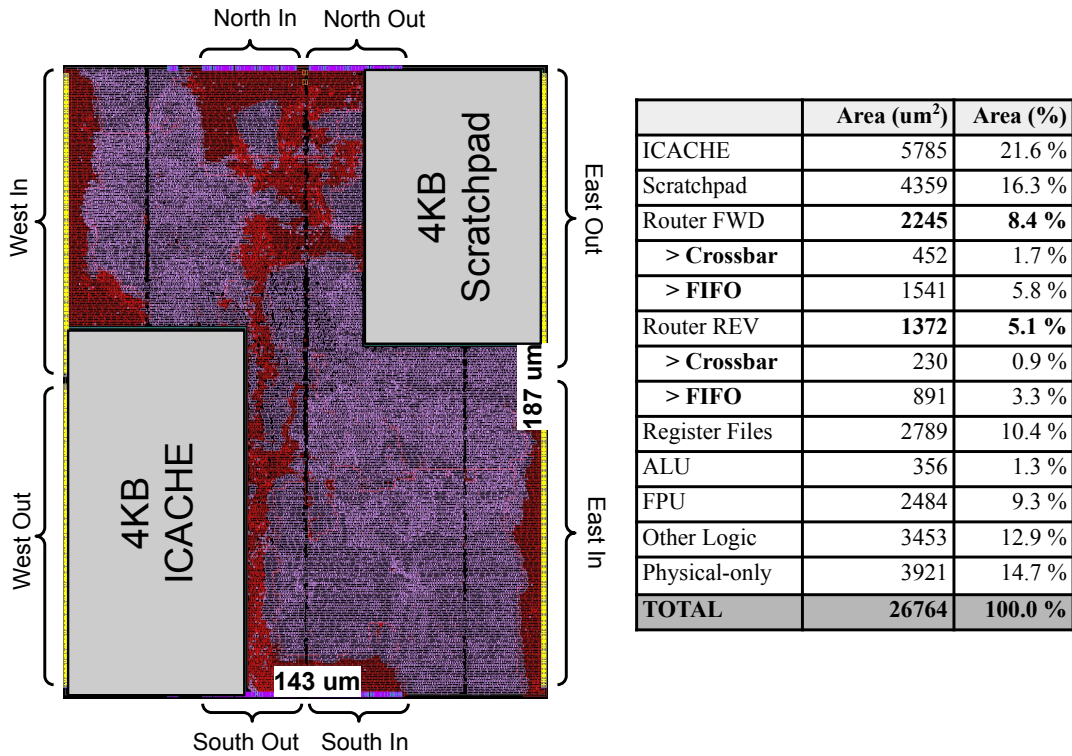 North In North Out
West In
4KB
Scratchpad
East Out
187 um
West Out
4KB
ICACHE
East In
143 um
South Out South In
Area (um²) Area (%)
ICACHE 5785 21.6 %
Scratchpad 4359 16.3 %
Router FWD 2245 8.4 %
> Crossbar 452 1.7 %
> FIFO 1541 5.8 %
Router REV 1372 5.1 %
> Crossbar 230 0.9 %
> FIFO 891 3.3 %
Register Files 2789 10.4 %
ALU 356 1.3 %
FPU 2484 9.3 %
Other Logic 3453 12.9 %
Physical-only 3921 14.7 %
TOTAL 26764 100.0 %